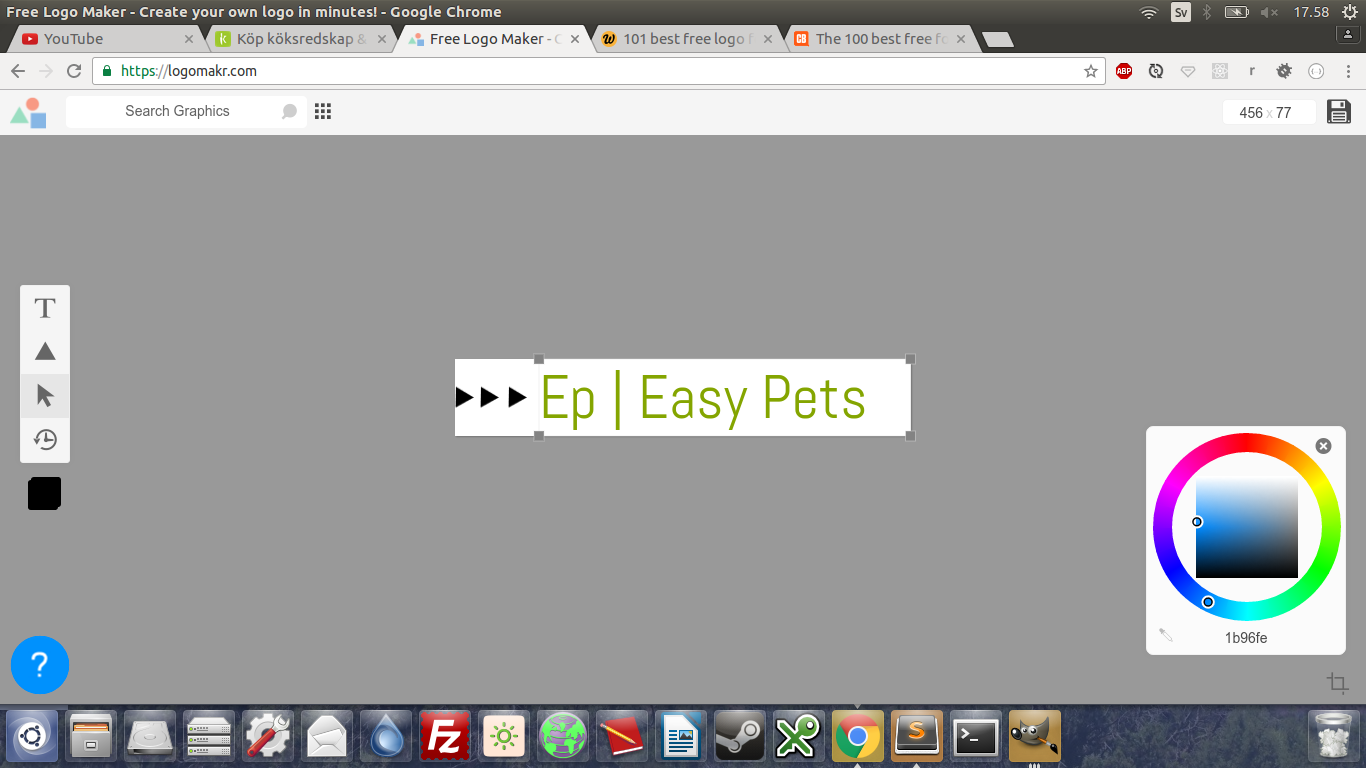 Free Logo Maker - Create your own logo in minutes! - Google Chrome
Sv
17.58
YouTube
Köp köksredskap &
Free Logo Maker - C
101 best free logo f
The 100 best free fo
https://logomakr.com
ABP
r
Search Graphics
456 x 77
T
Ep | Easy Pets
1b96fe
?
Fz
S
>_